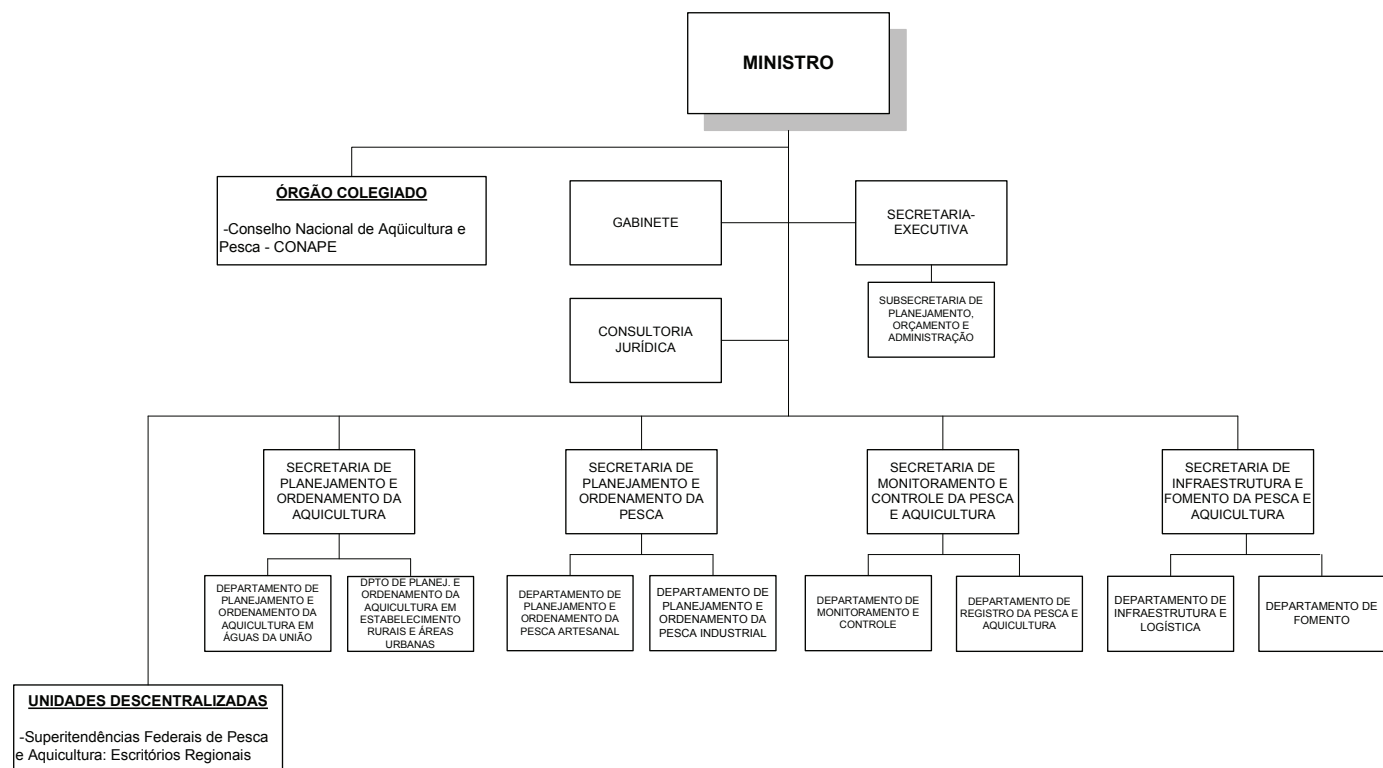 MINISTRO
ÓRGÃO COLEGIADO
-Conselho Nacional de Aqüicultura e
Pesca - CONAPE
GABINETE
SECRETARIA-
EXECUTIVA
SUBSECRETARIA DE
PLANEJAMENTO,
ORÇAMENTO E
ADMINISTRAÇÃO
CONSULTORIA
JURÍDICA
SECRETARIA DE
PLANEJAMENTO E
ORDENAMENTO DA
AQUICULTURA
SECRETARIA DE
PLANEJAMENTO E
ORDENAMENTO DA
PESCA
SECRETARIA DE
MONITORAMENTO E
CONTROLE DA PESCA
E AQUICULTURA
SECRETARIA DE
INFRAESTRUTURA E
FOMENTO DA PESCA E
AQUICULTURA
DEPARTAMENTO DE
PLANEJAMENTO E
ORDENAMENTO DA
AQUICULTURA EM
ÁGUAS DA UNIÃO
DPTO DE PLANEJ. E
ORDENAMENTO DA
AQUICULTURA EM
ESTABELECIMENTO
RURAIS E ÁREAS
URBANAS
DEPARTAMENTO DE
PLANEJAMENTO E
ORDENAMENTO DA
PESCA ARTESANAL
DEPARTAMENTO DE
PLANEJAMENTO E
ORDENAMENTO DA
PESCA INDUSTRIAL
DEPARTAMENTO DE
MONITORAMENTO E
CONTROLE
DEPARTAMENTO DE
REGISTRO DA PESCA E
AQUICULTURA
DEPARTAMENTO DE
INFRAESTRUTURA E
LOGÍSTICA
DEPARTAMENTO DE
FOMENTO
UNIDADES DESCENTRALIZADAS
-Superitendências Federais de Pesca
e Aquicultura: Escritórios Regionais